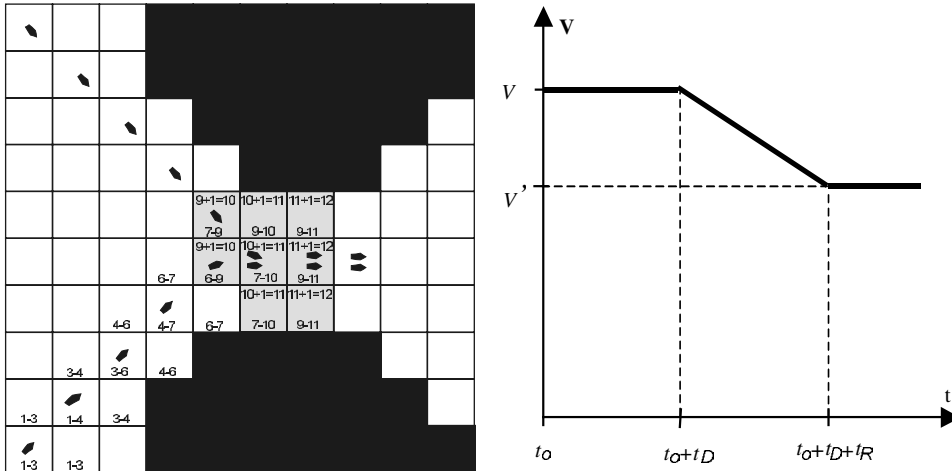 9+1=10 10+1=11 11+1=12
7-9 9-10 9-11
9+1=10 10+1=11 11+1=12
6-7 6-9 7-10 9-11
10+1=11 11+1=12
4-6 4-7 6-7 7-10 9-11
3-4 3-6 4-6
1-3 1-4 3-4
1-3 1-3
V
V
V'
t
to to+tD to+tD+tR